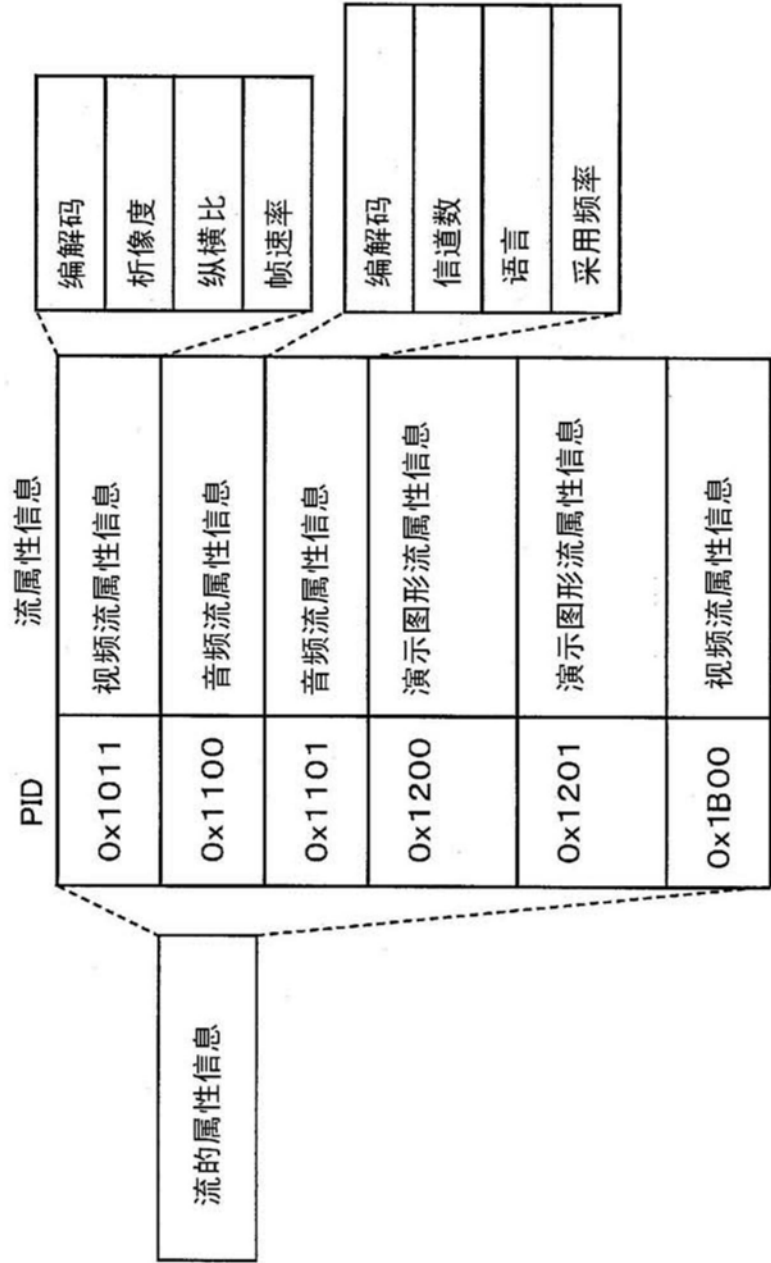 流的属性信息
PID
流属性信息
0x1011
视频流属性信息
0x1100
音频流属性信息
0x1101
音频流属性信息
0x1200
演示图形流属性信息
0x1201
演示图形流属性信息
0x1B00
视频流属性信息
编解码
析像度
纵横比
帧速率
编解码
信道数
语言
采用频率